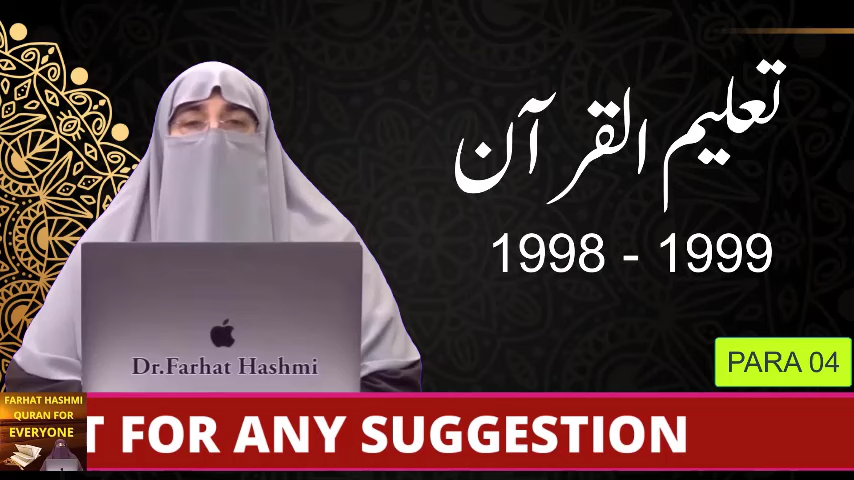 تعلیم القرآن
1998 - 1999
Dr.Farhat Hashmi
PARA 04
FARHAT HASHMI
QURAN FOR
EVERYONE
T FOR ANY SUGGESTION